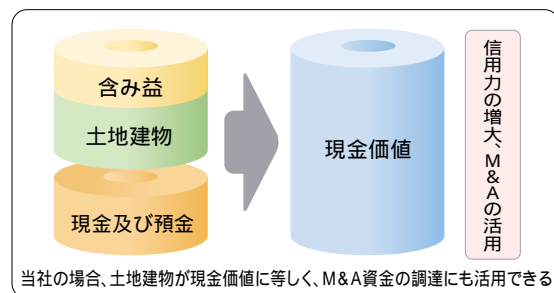 含み益
土地建物
現金及び預金
現金価値
信用力の増大、M&Aの活用
当社の場合、土地建物が現金価値に等しく、M&A資金の調達にも活用できる